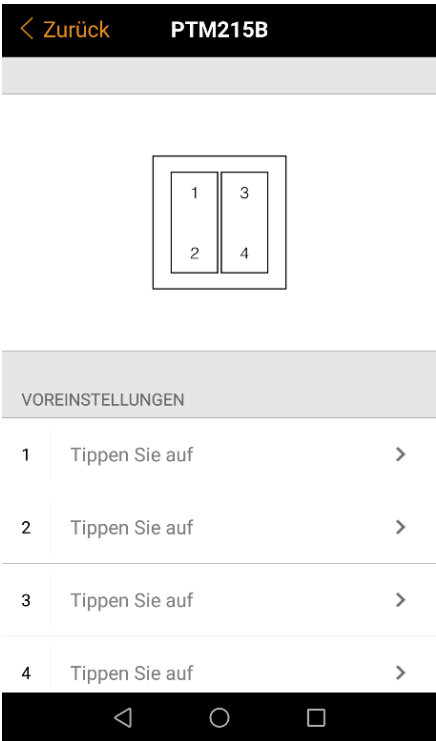 Zurück PTM215B
1 3
2 4
VOREINSTELLUNGEN
1 Tippen Sie auf
2 Tippen Sie auf
3 Tippen Sie auf
4 Tippen Sie auf